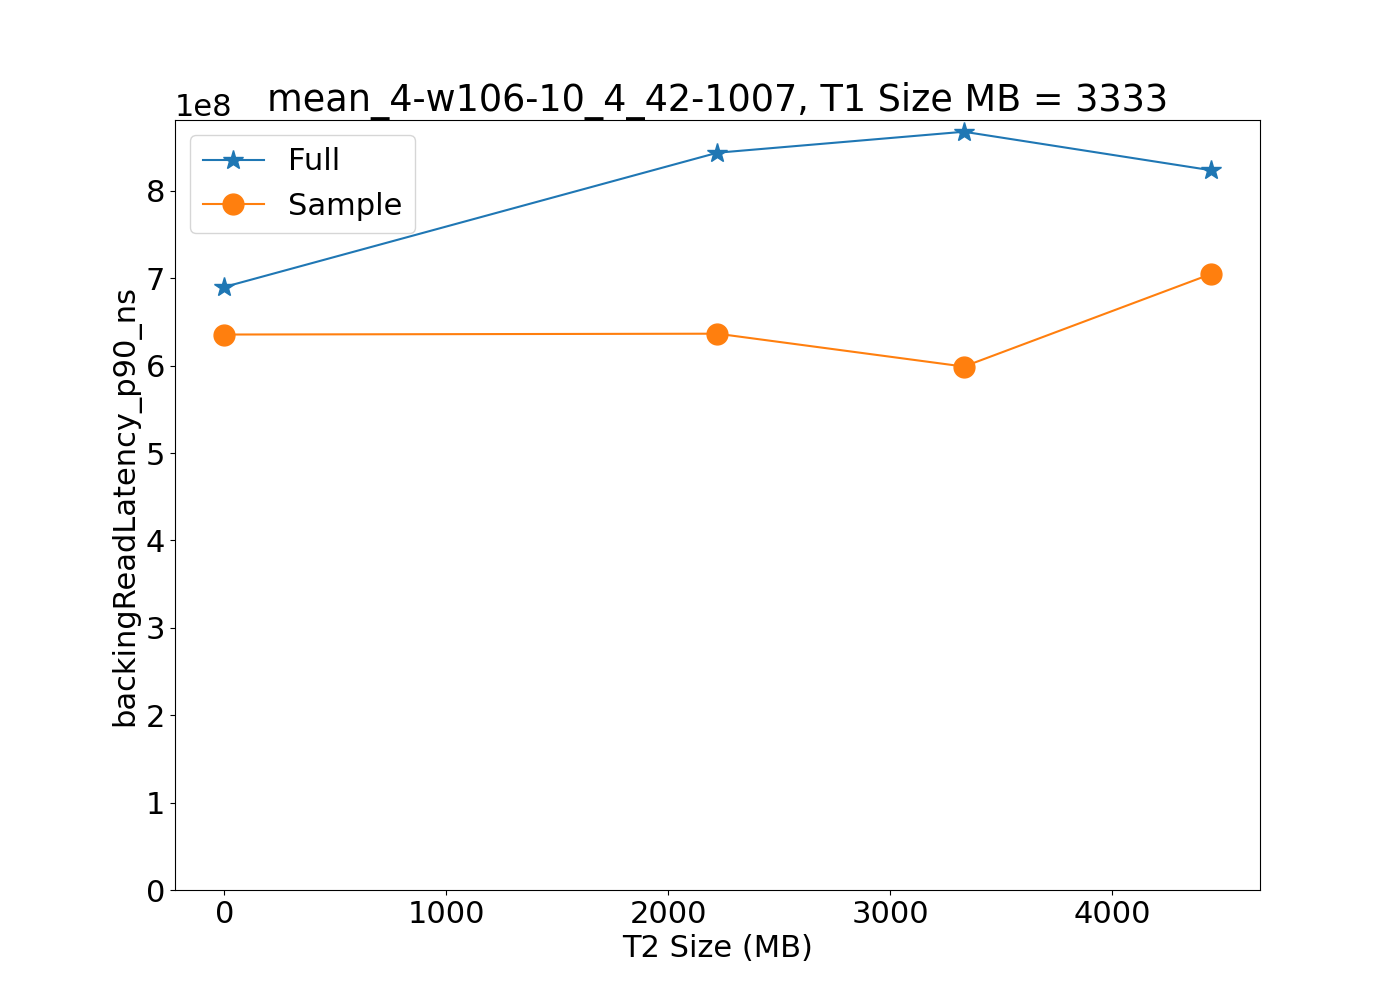 1e8
mean_4-w106-10_4_42-1007, T1 Size MB = 3333
Full
Sample
8
7
6
5
4
3
2
1
0
backingReadLatency_p90_ns
0 1000 2000 3000 4000
T2 Size (MB)